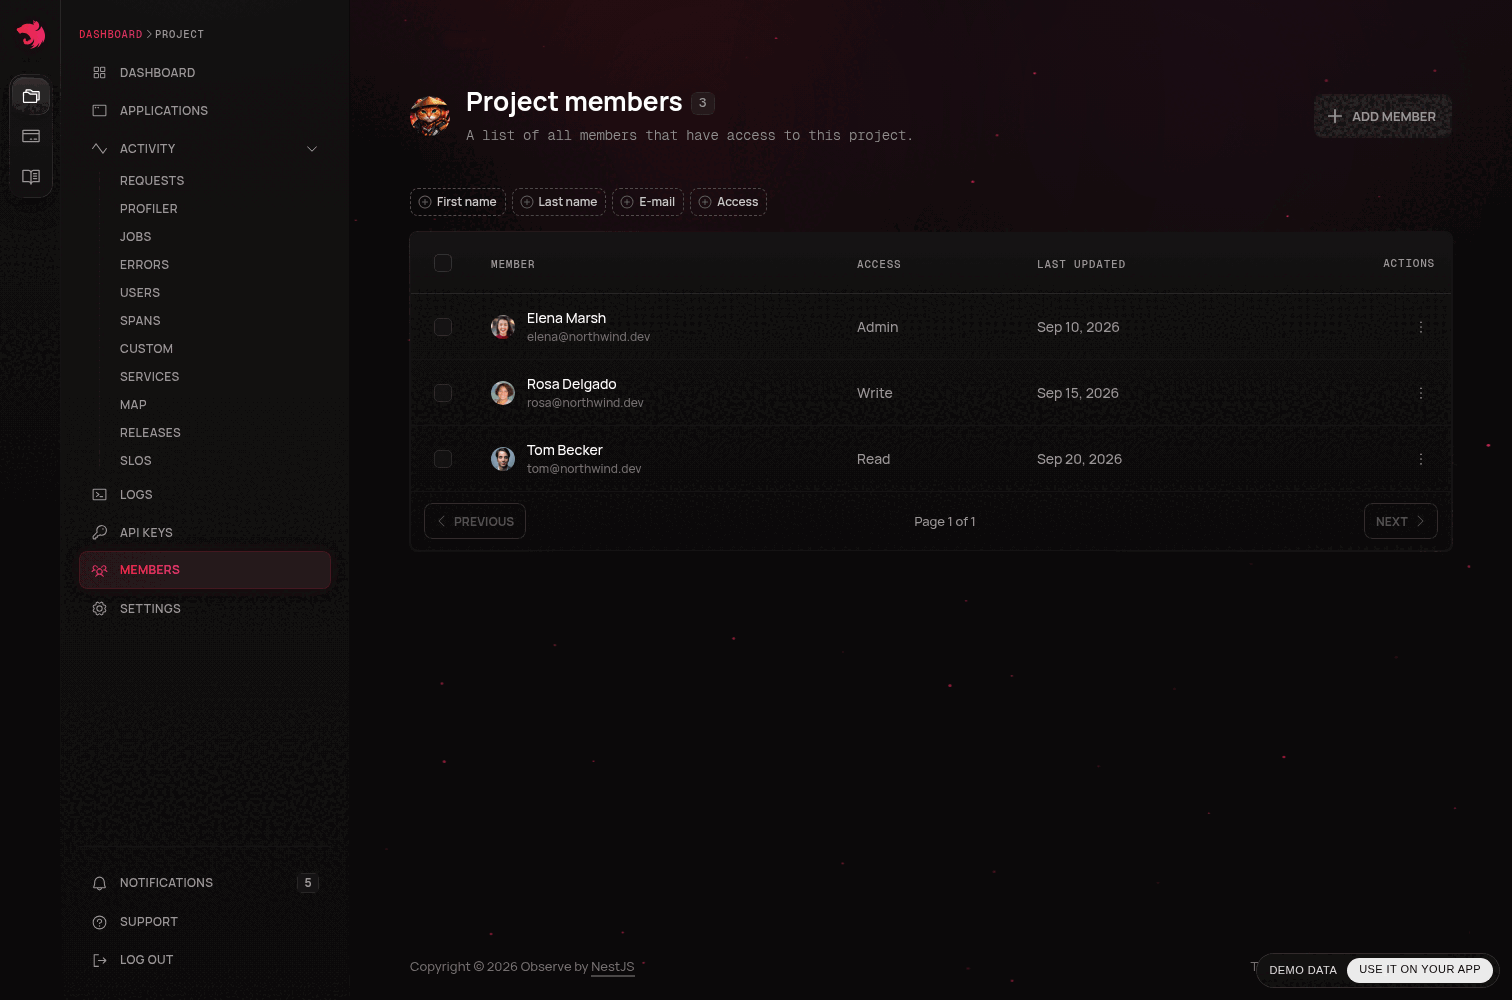 DASHBOARD > PROJECT
DASHBOARD
APPLICATIONS
ACTIVITY
REQUESTS
PROFILER
JOBS
ERRORS
USERS
SPANS
CUSTOM
SERVICES
MAP
RELEASES
SLOS
LOGS
API KEYS
MEMBERS
SETTINGS
NOTIFICATIONS 5
SUPPORT
LOG OUT
Project members 3
A list of all members that have access to this project.
ADD MEMBER
First name Last name E-mail Access
MEMBER ACCESS LAST UPDATED ACTIONS
Elena Marsh
elena@northwind.dev
Admin Sep 10, 2026
Rosa Delgado
rosa@northwind.dev
Write Sep 15, 2026
Tom Becker
tom@northwind.dev
Read Sep 20, 2026
PREVIOUS Page 1 of 1 NEXT
Copyright © 2026 Observe by NestJS
DEMO DATA USE IT ON YOUR APP